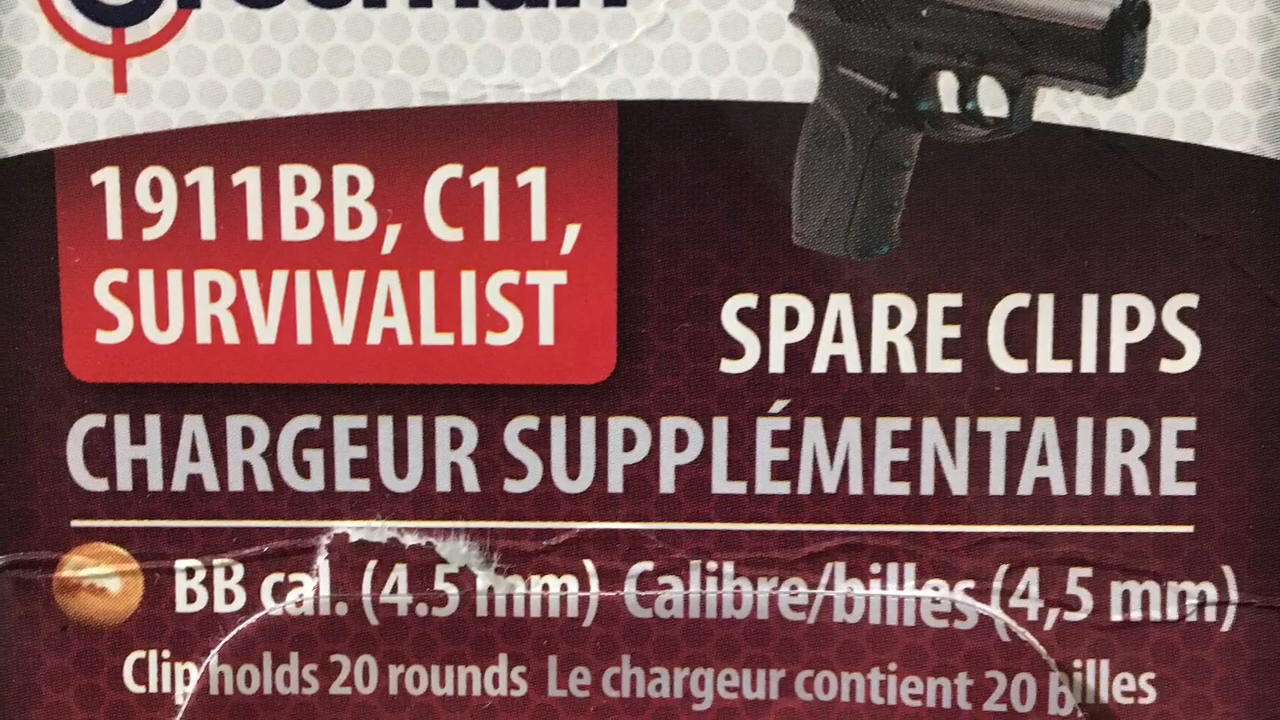 1911BB, C11,
SURVIVALIST
SPARE CLIPS
CHARGEUR SUPPLÉMENTAIRE
BB cal. (4.5 mm) Calibre/billes (4,5 mm)
Clip holds 20 rounds Le chargeur contient 20 billes